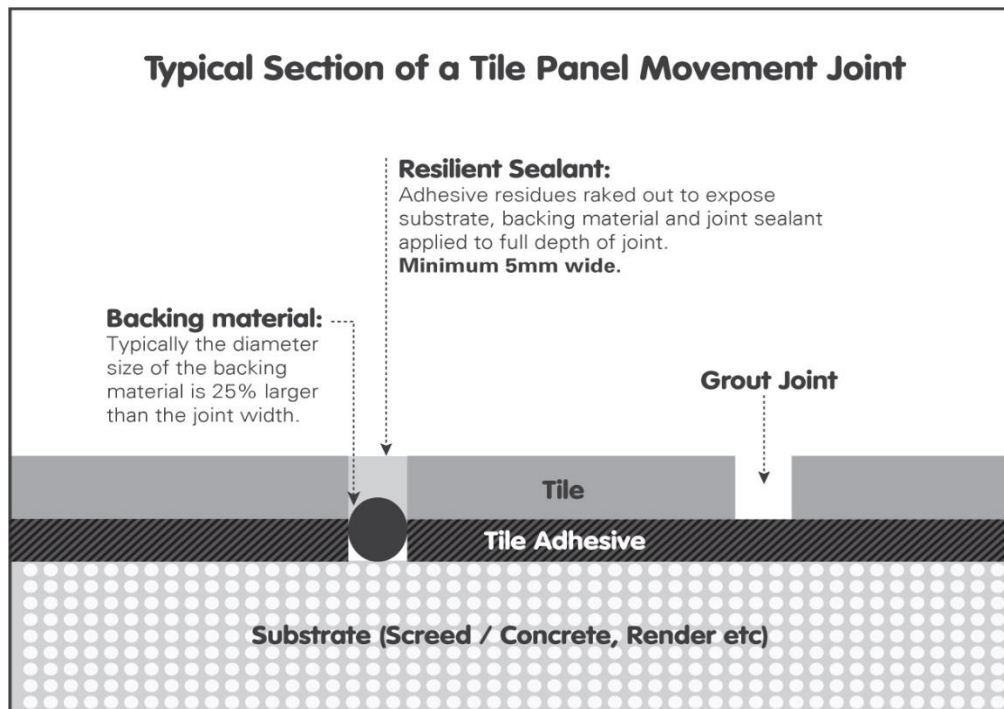 Typical Section of a Tile Panel Movement Joint
Resilient Sealant:
Adhesive residues raked out to expose
substrate, backing material and joint sealant
applied to full depth of joint.
Minimum 5mm wide.
Backing material:
Typically the diameter
size of the backing
material is 25% larger
than the joint width.
Grout Joint
Tile
Tile Adhesive
Substrate (Screed / Concrete, Render etc)